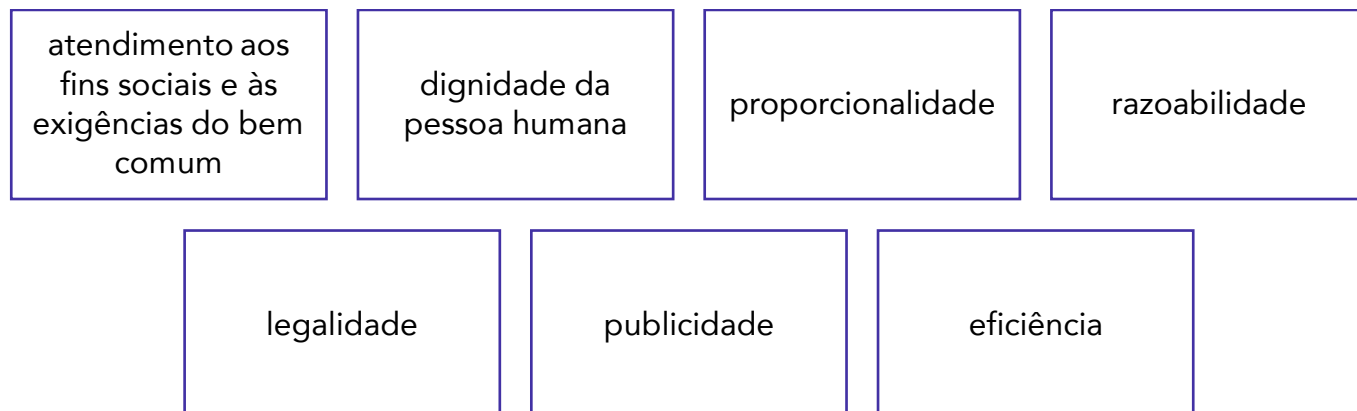 atendimento aos
fins sociais e às
exigências do bem
comum
dignidade da
pessoa humana
proporcionalidade
razoabilidade
legalidade
publicidade
eficiência